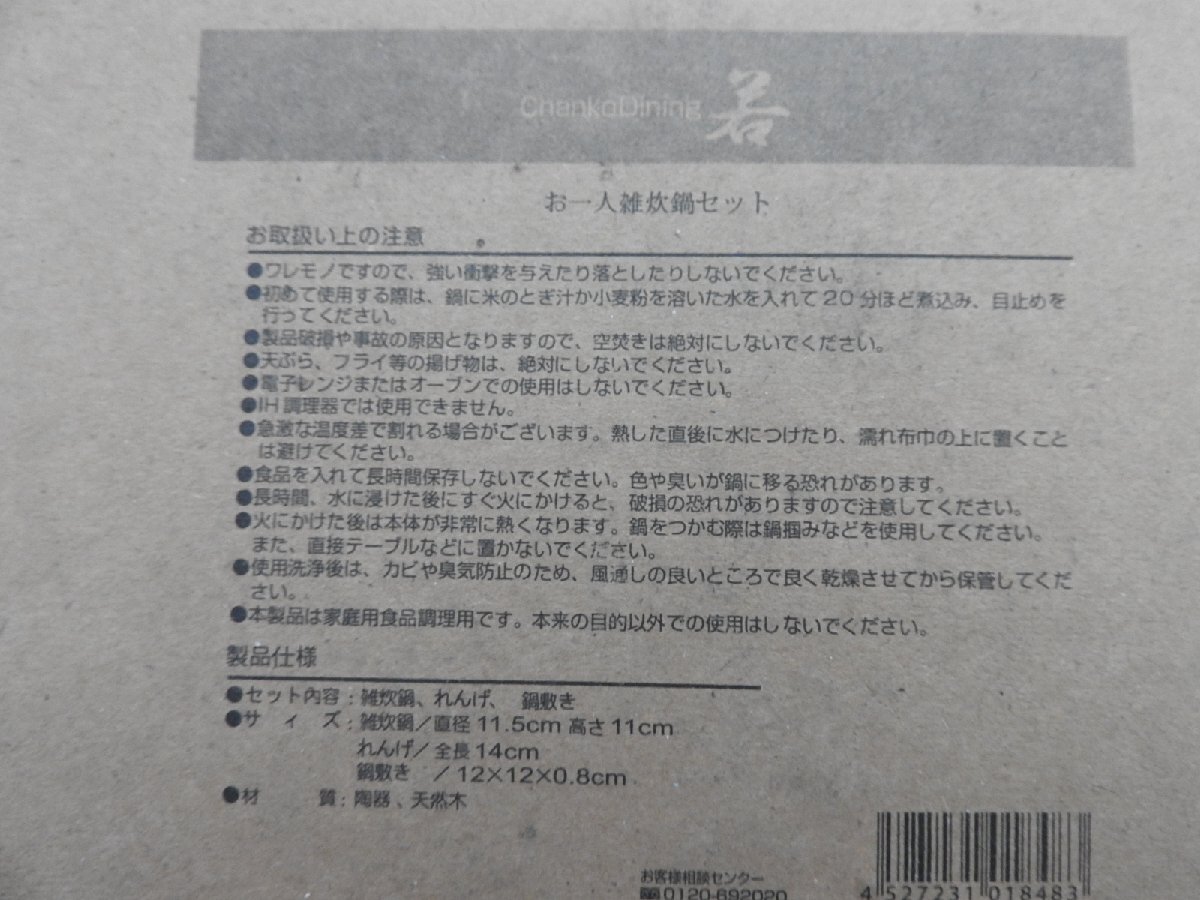 ChankoDining 若
お一人雑炊鍋セット
お取扱い上の注意
●ワレモノですので、強い衝撃を与えたり落としたりしないでください。
●初めて使用する際は、鍋に米のとぎ汁か小麦粉を溶いた水を入れて20分ほど煮込み、目止めを
行ってください。
●製品破損や事故の原因となりますので、空焚きは絶対にしないでください。
●天ぷら、フライ等の揚げ物は、絶対にしないでください。
●電子レンジまたはオーブンでの使用はしないでください。
●IH調理器では使用できません。
●急激な温度差で割れる場合がございます。熱した直後に水につけたり、濡れ布巾の上に置くこと
は避けてください。
●食品を入れて長時間保存しないでください。色や臭いが鍋に移る恐れがあります。
●長時間、水に浸けた後にすぐ火にかけると、破損の恐れがありますので注意してください。
●火にかけた後は本体が非常に熱くなります。鍋をつかむ際は鍋掴みなどを使用してください。
また、直接テーブルなどに置かないでください。
●使用洗浄後は、カビや臭気防止のため、風通しの良いところで良く乾燥させてから保管してくだ
さい。
●本製品は家庭用食品調理用です。本来の目的以外での使用はしないでください。
製品仕様
●セット内容：雑炊鍋、れんげ、鍋敷き
●サイズ：雑炊鍋／直径11.5cm 高さ11cm
れんげ／全長14cm
鍋敷き ／12×12×0.8cm
●材質：陶器、天然木
お客様相談センター
0120-692020
4 527231 018483